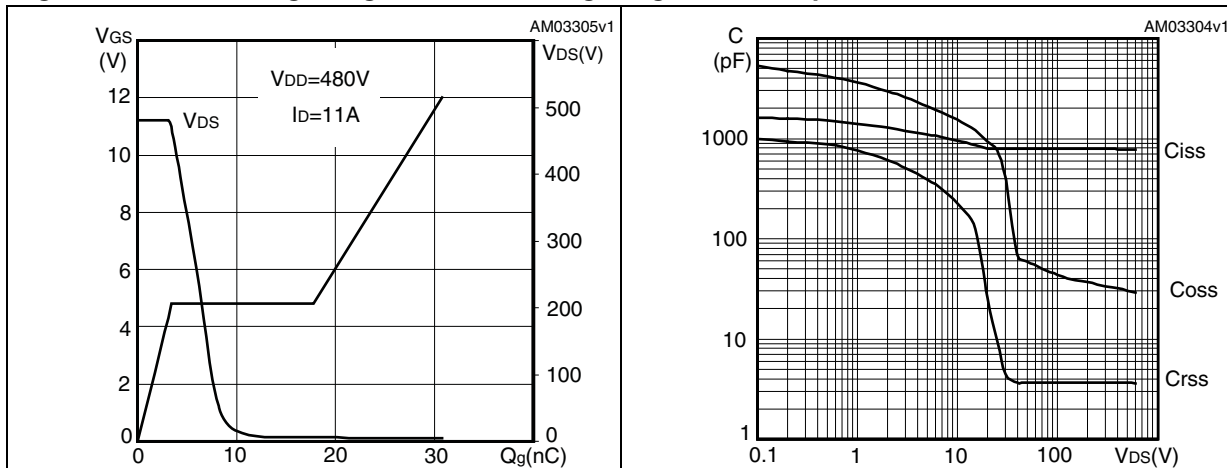 AM03305v1
VGS
(V)
VDS(V)
VDD=480V
ID=11A
VDS
12
10
8
6
4
2
0
500
400
300
200
100
0
0
10
20
30
Qg(nC)
AM03304v1
C
(pF)
1000
100
10
1
0.1
1
10
100
VDS(V)
Ciss
Coss
Crss